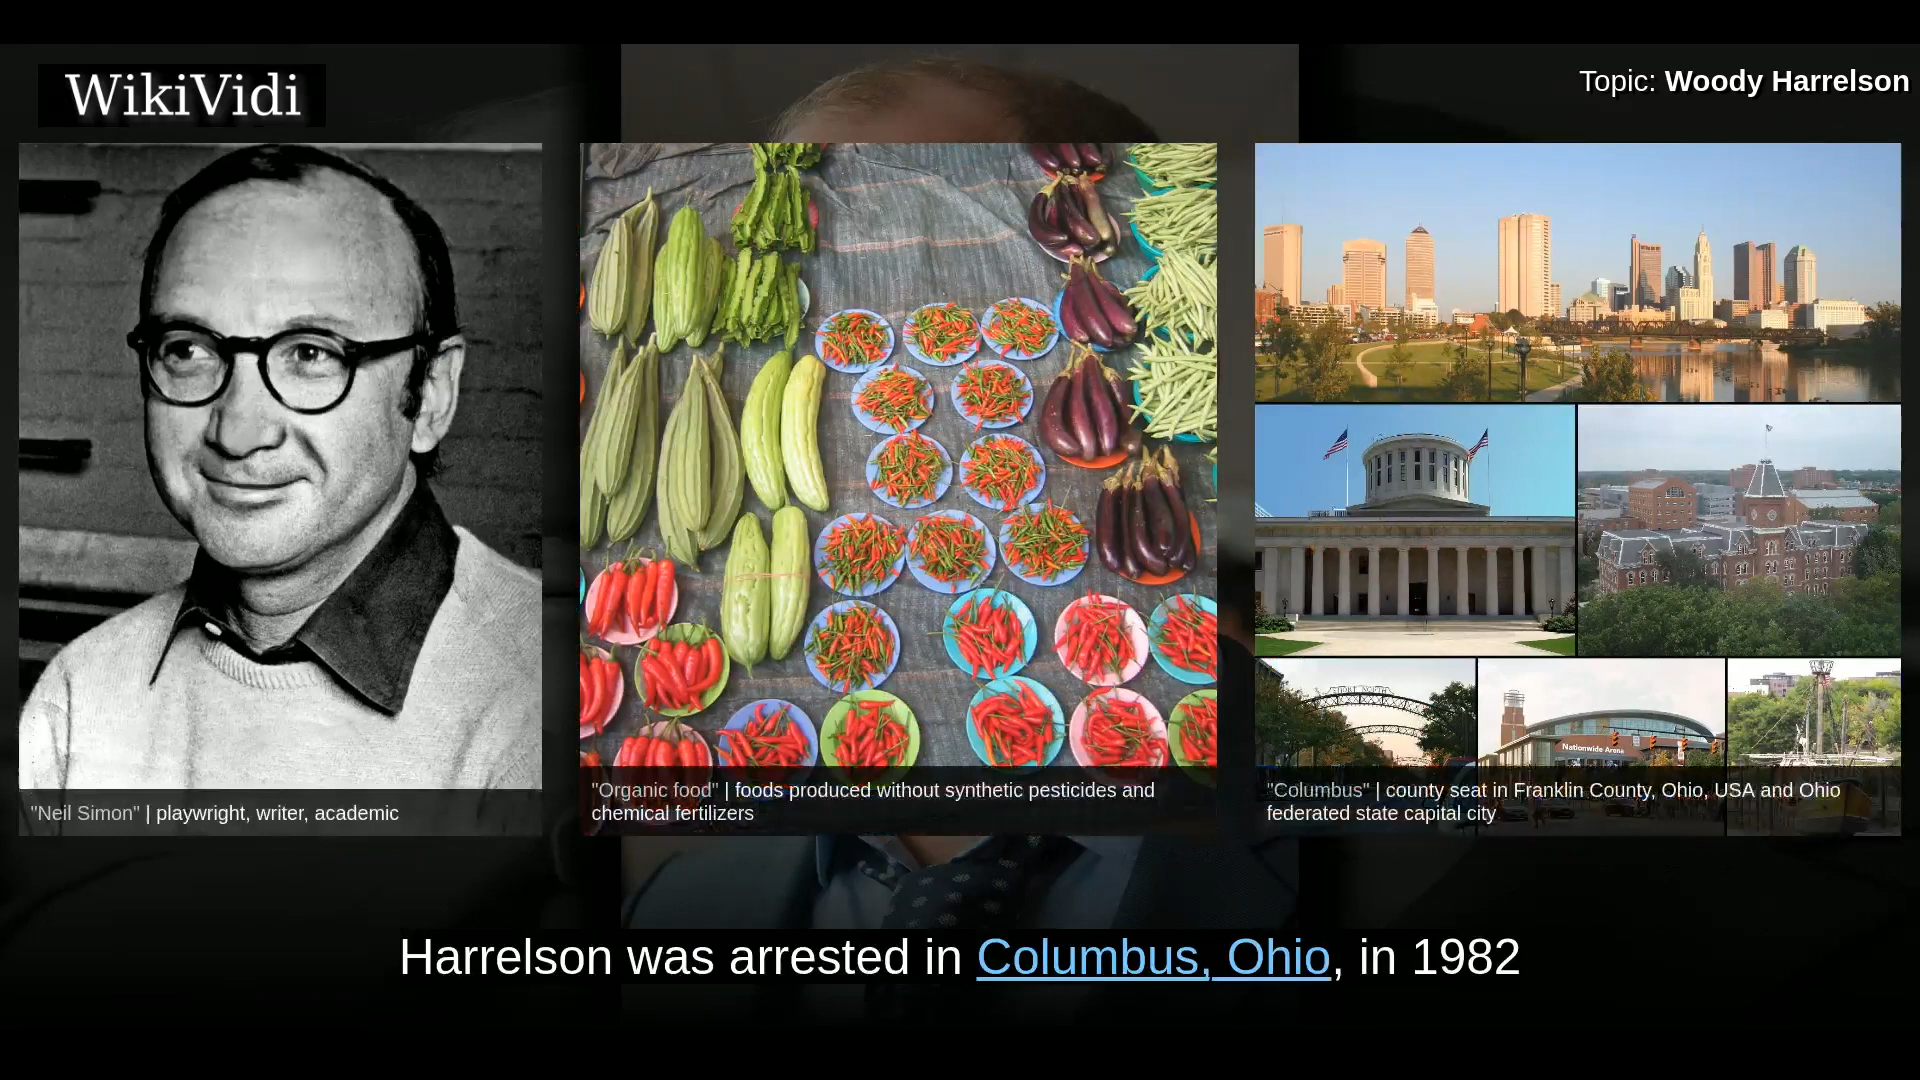 WikiVidi
Topic: Woody Harrelson
"Neil Simon" | playwright, writer, academic
"Organic food" | foods produced without synthetic pesticides and
chemical fertilizers
Nationwide Arena
"Columbus" | county seat in Franklin County, Ohio, USA and Ohio
federated state capital city
Harrelson was arrested in Columbus, Ohio, in 1982